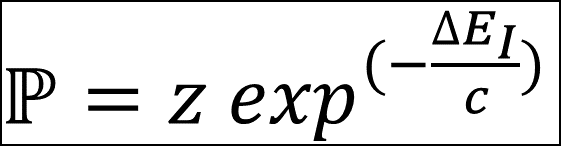 ℙ = z exp^(−ΔE_I/c)